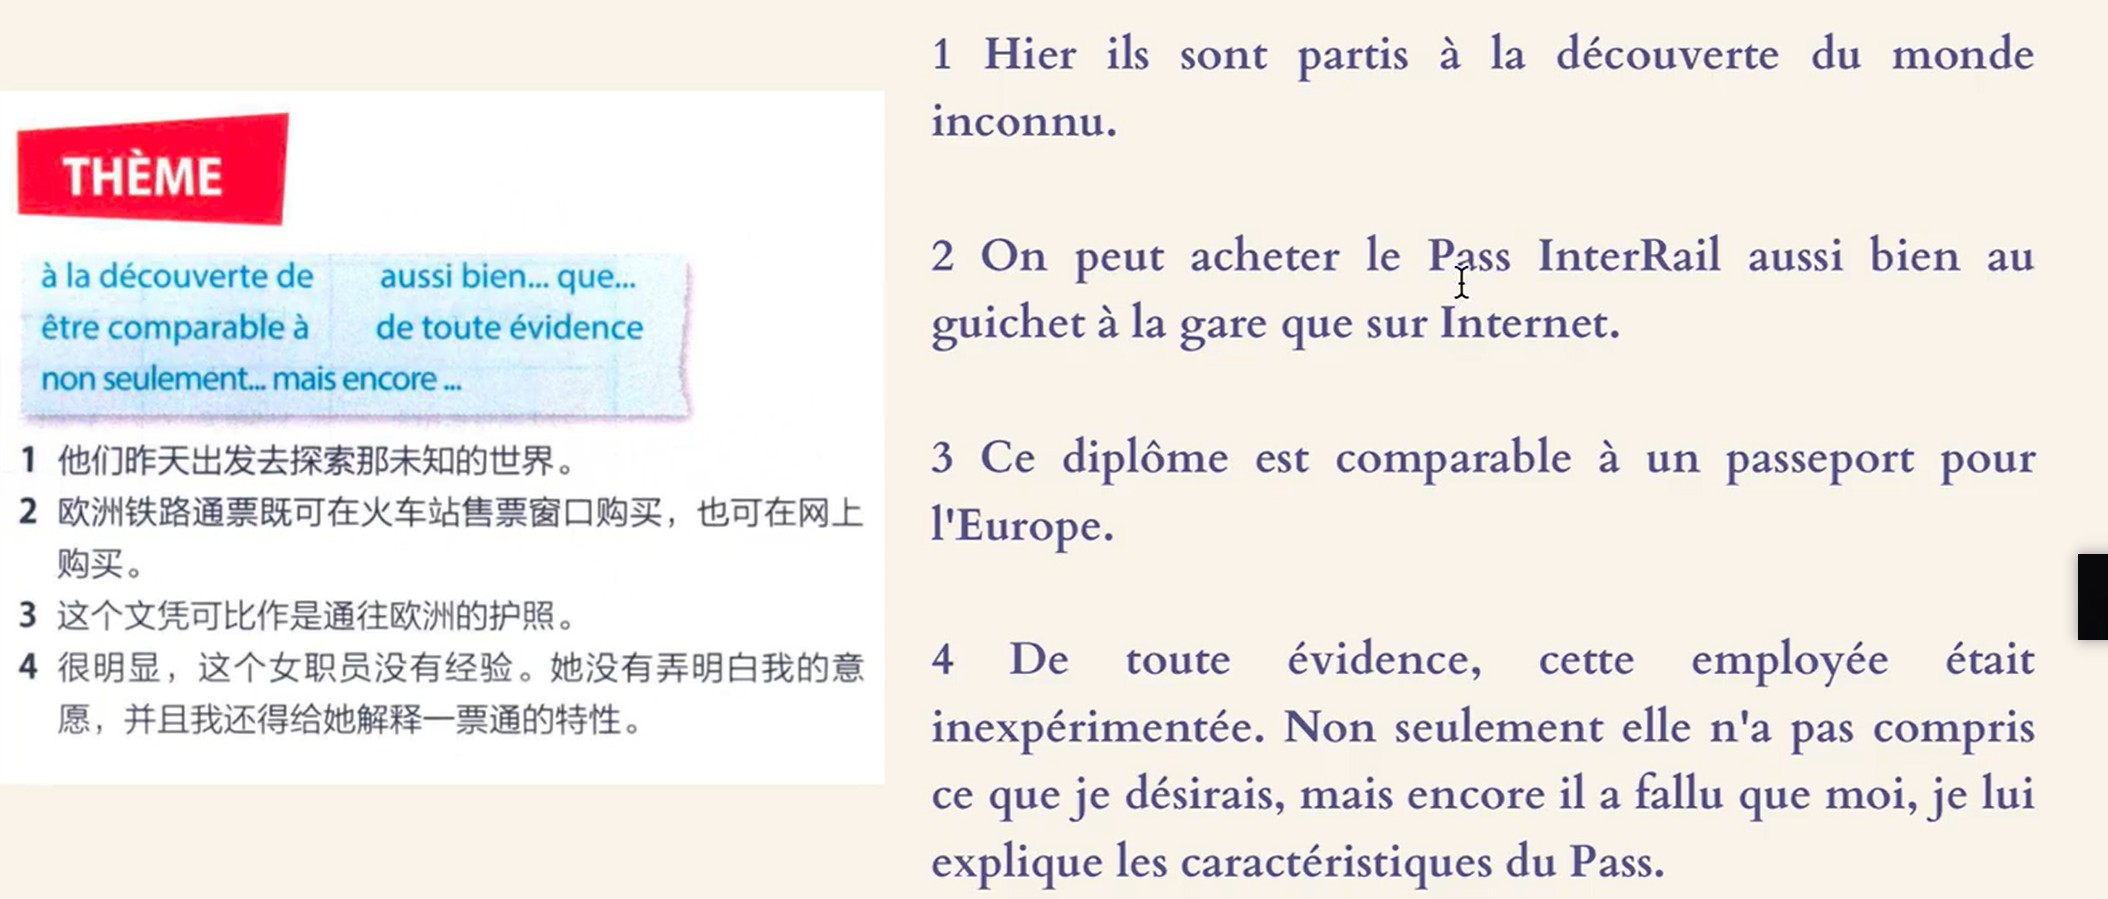 THÈME
à la découverte de aussi bien... que...
être comparable à de toute évidence
non seulement... mais encore ...
1 他们昨天出发去探索那未知的世界。
2 欧洲铁路通票既可在火车站售票窗口购买，也可在网上
购买。
3 这个文凭可比作是通往欧洲的护照。
4 很明显，这个女职员没有经验。她没有弄明白我的意
愿，并且我还得给她解释一票通的特性。
1 Hier ils sont partis à la découverte du monde
inconnu.
2 On peut acheter le Pass InterRail aussi bien au
guichet à la gare que sur Internet.
3 Ce diplôme est comparable à un passeport pour
l'Europe.
4 De toute évidence, cette employée était
inexpérimentée. Non seulement elle n'a pas compris
ce que je désirais, mais encore il a fallu que moi, je lui
explique les caractéristiques du Pass.